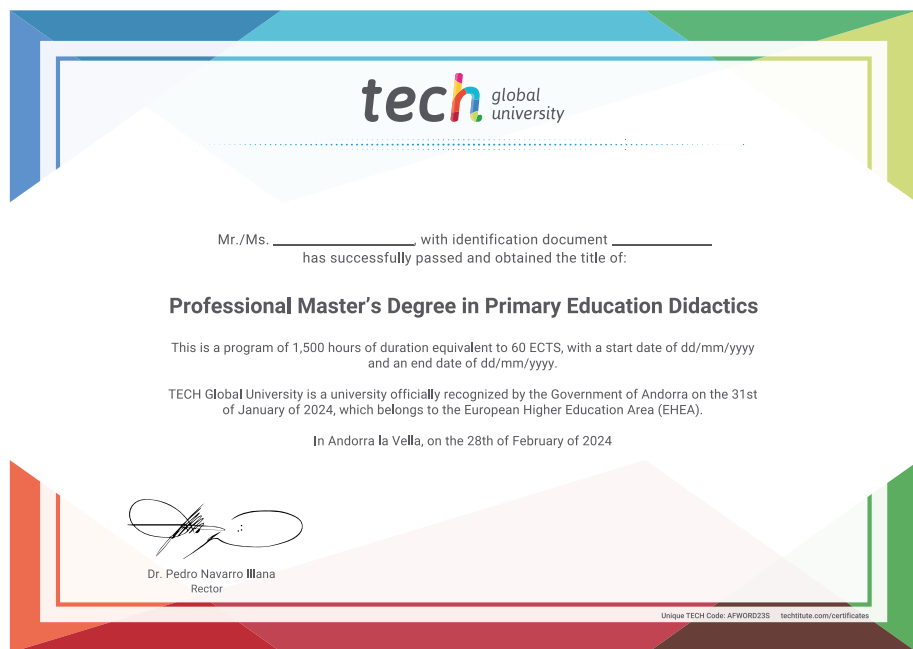 tech global university
Mr./Ms. ____________________, with identification document ______________
has successfully passed and obtained the title of:
Professional Master's Degree in Primary Education Didactics
This is a program of 1,500 hours of duration equivalent to 60 ECTS, with a start date of dd/mm/yyyy
and an end date of dd/mm/yyyy.
TECH Global University is a university officially recognized by the Government of Andorra on the 31st
of January of 2024, which belongs to the European Higher Education Area (EHEA).
In Andorra la Vella, on the 28th of February of 2024
Dr. Pedro Navarro Illana
Rector
Unique TECH Code: AFWORD23S techtitute.com/certificates